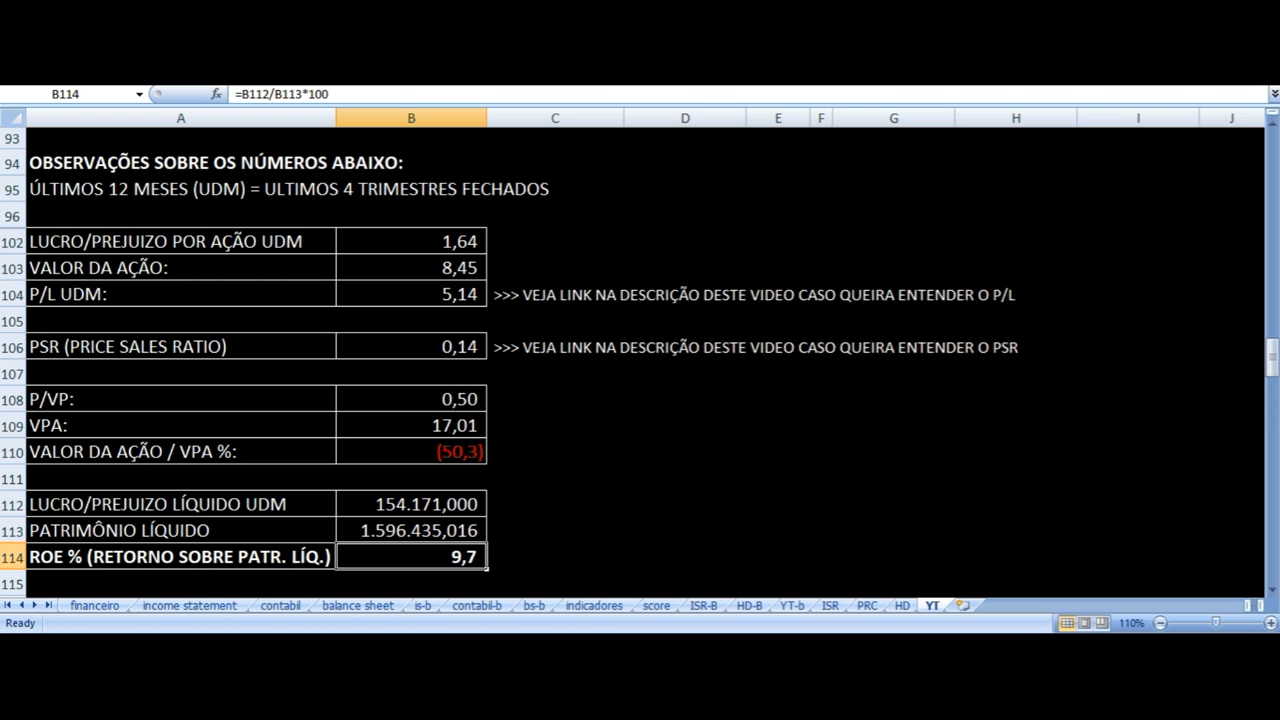 B114 fx =B112/B113*100
A B C D E F G H I J
93
94 OBSERVAÇÕES SOBRE OS NÚMEROS ABAIXO:
95 ÚLTIMOS 12 MESES (UDM) = ULTIMOS 4 TRIMESTRES FECHADOS
96
102 LUCRO/PREJUIZO POR AÇÃO UDM 1,64
103 VALOR DA AÇÃO: 8,45
104 P/L UDM: 5,14 >>> VEJA LINK NA DESCRIÇÃO DESTE VIDEO CASO QUEIRA ENTENDER O P/L
105
106 PSR (PRICE SALES RATIO) 0,14 >>> VEJA LINK NA DESCRIÇÃO DESTE VIDEO CASO QUEIRA ENTENDER O PSR
107
108 P/VP: 0,50
109 VPA: 17,01
110 VALOR DA AÇÃO / VPA %: (50,3)
111
112 LUCRO/PREJUIZO LÍQUIDO UDM 154.171,000
113 PATRIMÔNIO LÍQUIDO 1.596.435,016
114 ROE % (RETORNO SOBRE PATR. LÍQ.) 9,7
115
financeiro income statement contabil balance sheet is-b contabil-b bs-b indicadores score ISR-B HD-B YT-b ISR PRC HD YT
Ready 110%